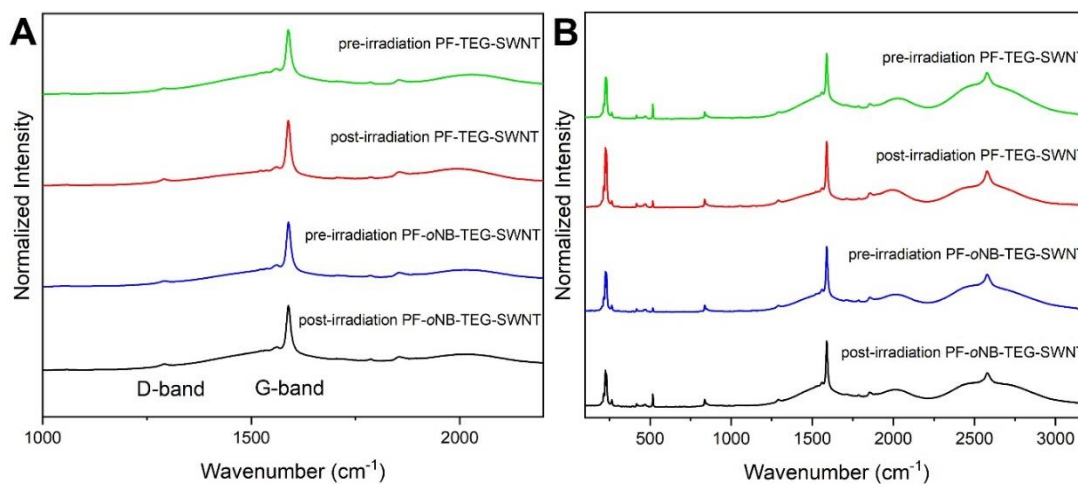 A
pre-irradiation PF-TEG-SWNT
post-irradiation PF-TEG-SWNT
pre-irradiation PF-oNB-TEG-SWNT
post-irradiation PF-oNB-TEG-SWNT
D-band
G-band
Normalized Intensity
1000
1500
2000
Wavenumber (cm⁻¹)
B
pre-irradiation PF-TEG-SWNT
post-irradiation PF-TEG-SWNT
pre-irradiation PF-oNB-TEG-SWNT
post-irradiation PF-oNB-TEG-SWNT
Normalized Intensity
500
1000
1500
2000
2500
3000
Wavenumber (cm⁻¹)